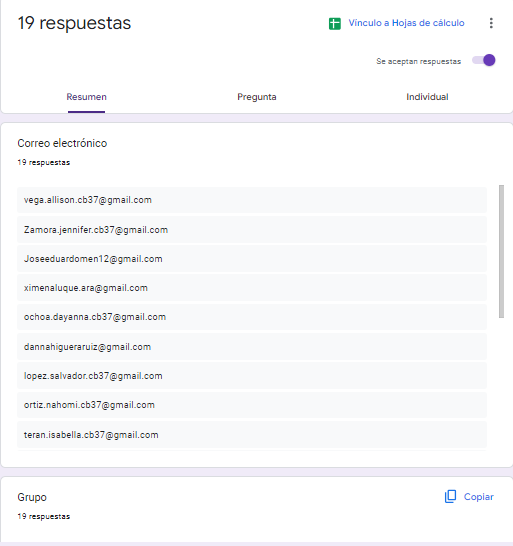 19 respuestas
Vínculo a Hojas de cálculo
Se aceptan respuestas
Resumen
Pregunta
Individual
Correo electrónico
19 respuestas
vega.allison.cb37@gmail.com
Zamora.jennifer.cb37@gmail.com
Joseeduardomen12@gmail.com
ximenaluque.ara@gmail.com
ochoa.dayanna.cb37@gmail.com
dannahigueraruiz@gmail.com
lopez.salvador.cb37@gmail.com
ortiz.nahomi.cb37@gmail.com
teran.isabella.cb37@gmail.com
Grupo
Copiar
19 respuestas